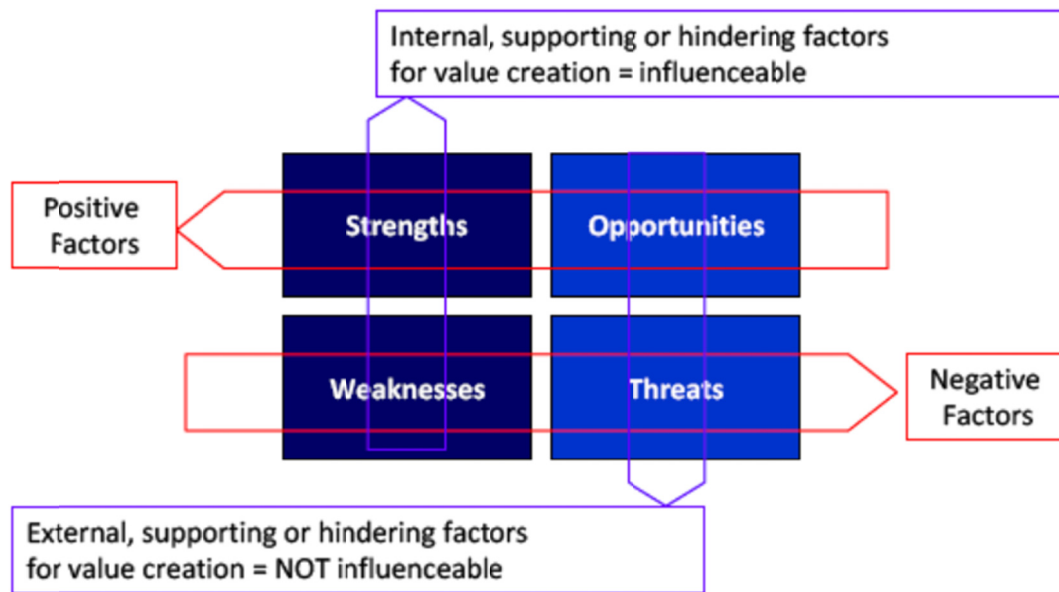 Internal, supporting or hindering factors
for value creation = influenceable
Positive
Factors
Strengths
Opportunities
Weaknesses
Threats
Negative
Factors
External, supporting or hindering factors
for value creation = NOT influenceable